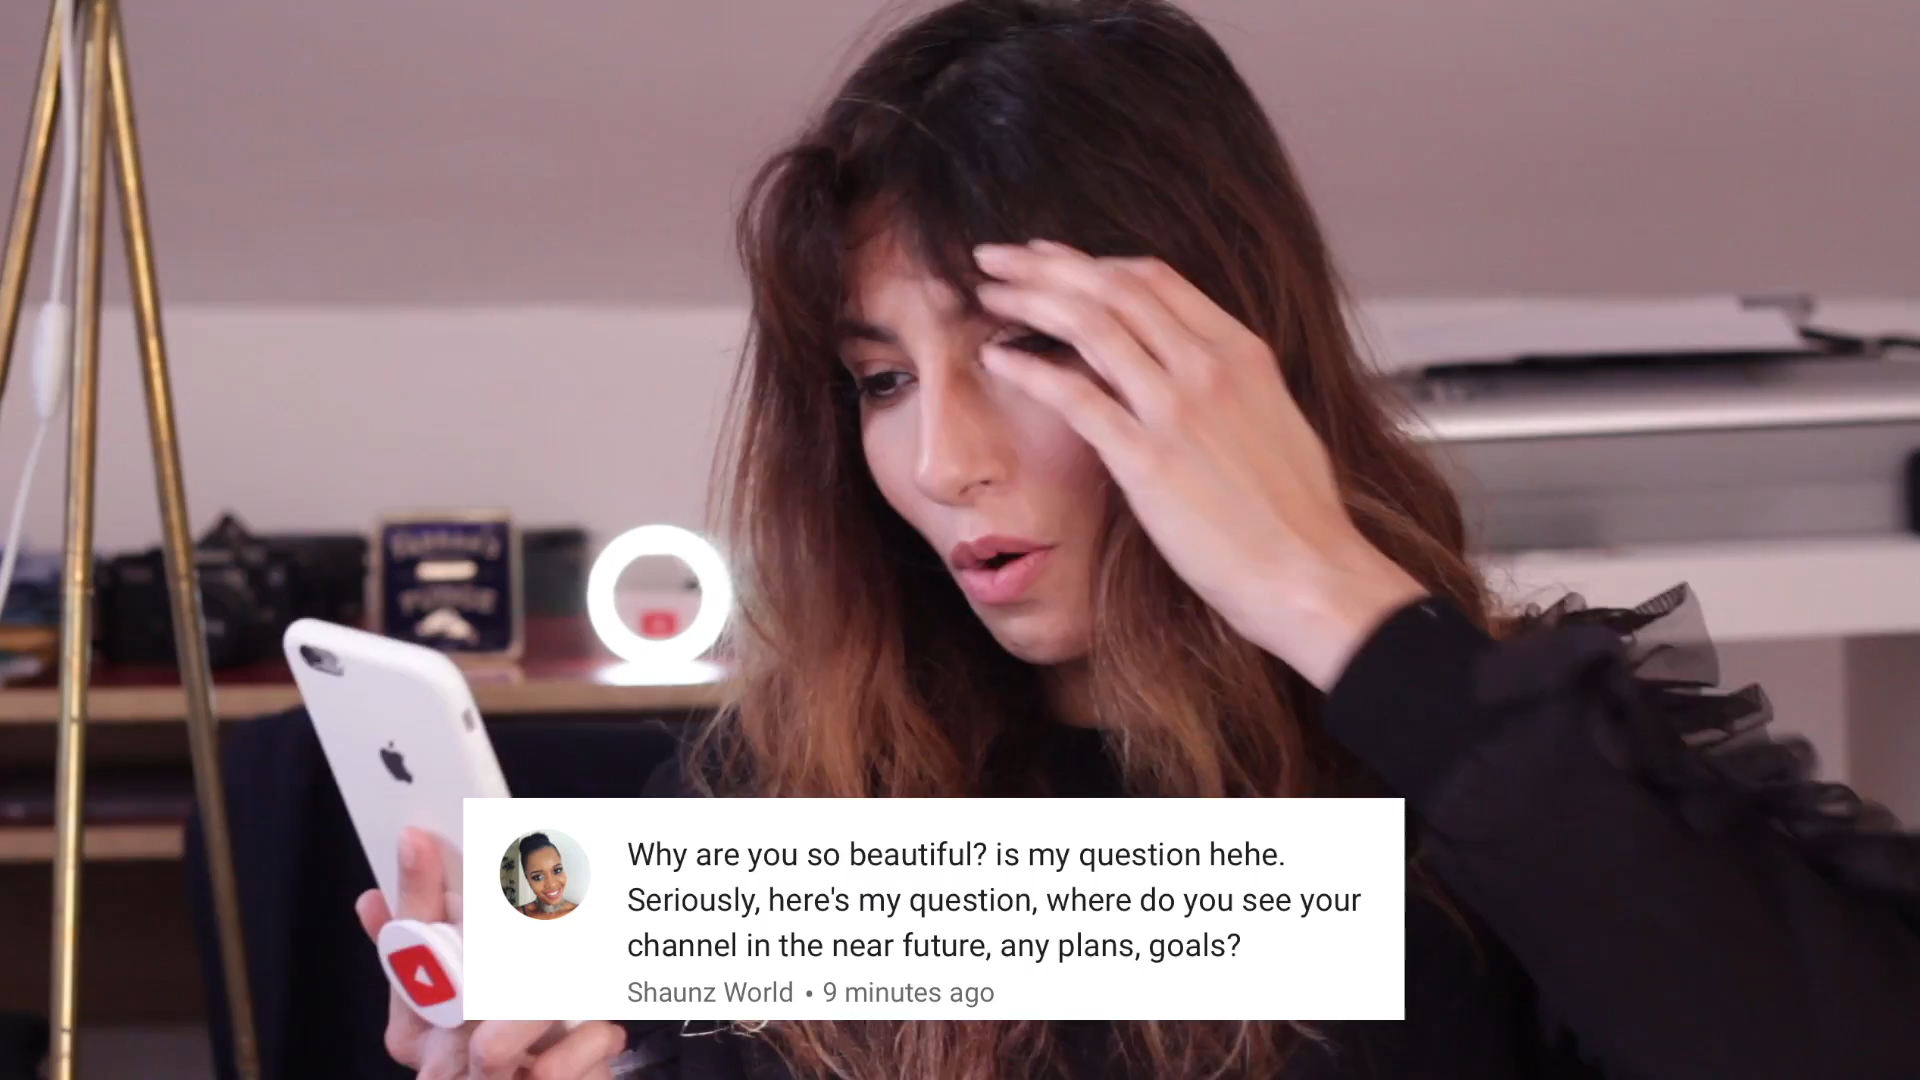 FUDGE
Why are you so beautiful? is my question hehe.
Seriously, here's my question, where do you see your
channel in the near future, any plans, goals?
Shaunz World • 9 minutes ago